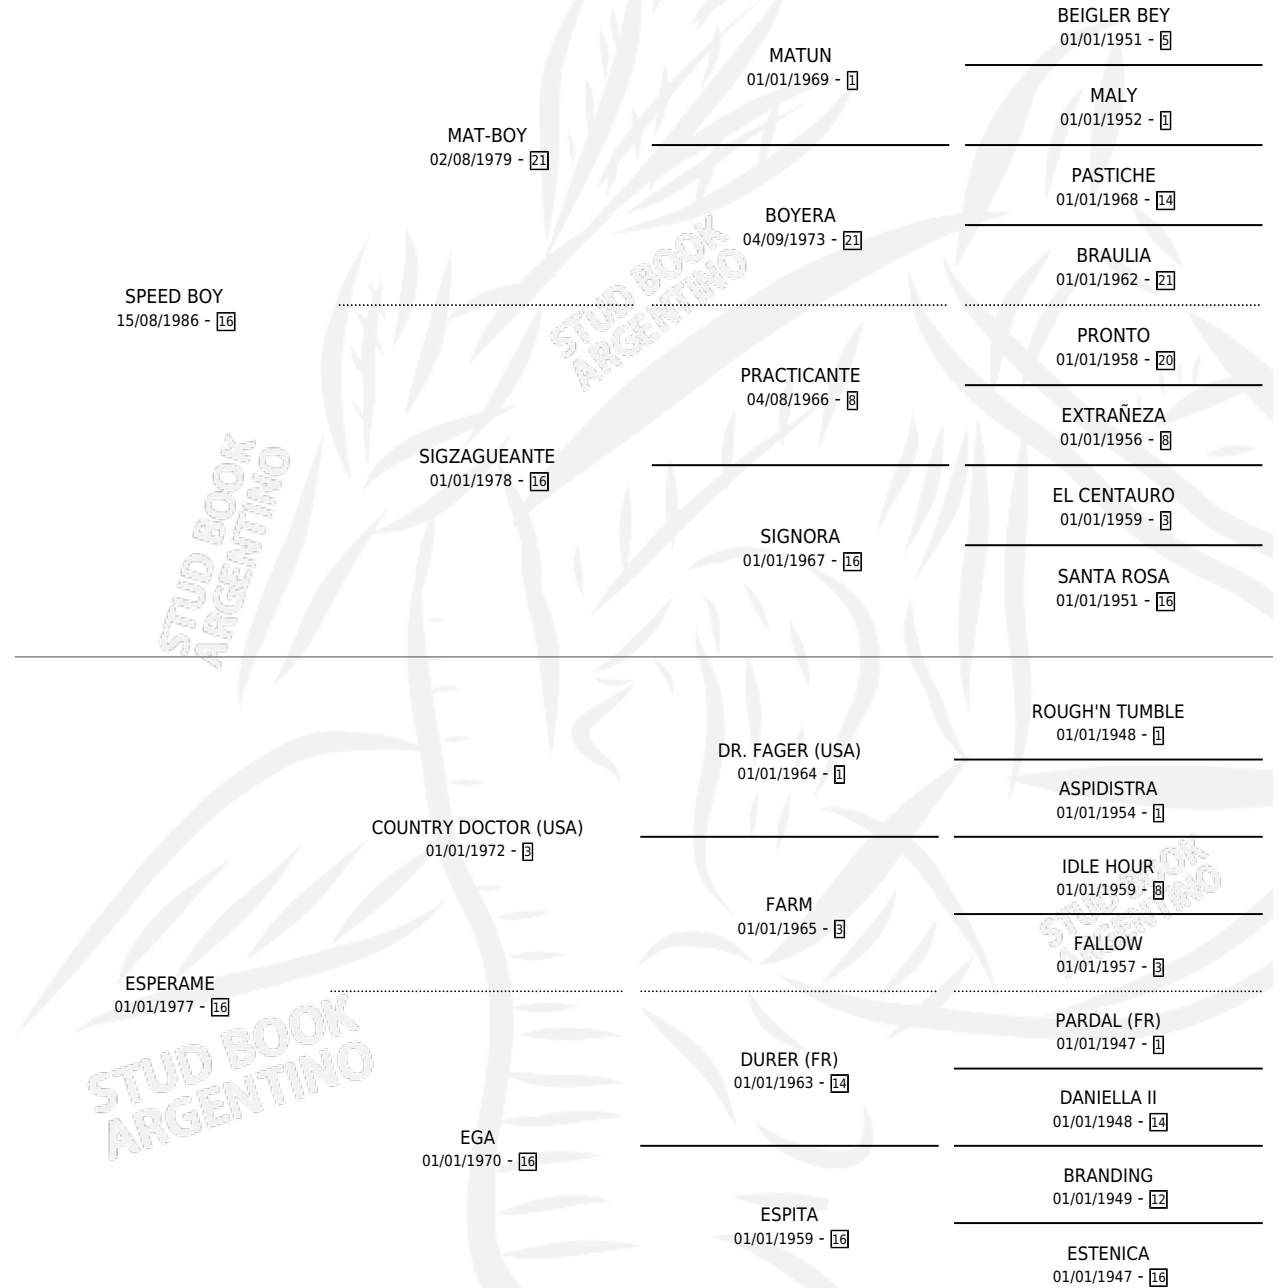 BEIGLER BEY
01/01/1951 - 5
MATUN
01/01/1969 - 1
MALY
01/01/1952 - 1
MAT-BOY
02/08/1979 - 21
PASTICHE
01/01/1968 - 14
BOYERA
04/09/1973 - 21
BRAULIA
01/01/1962 - 21
SPEED BOY
15/08/1986 - 16
STUD BOOK
ARGENTINO
PRONTO
01/01/1958 - 20
PRACTICANTE
04/08/1966 - 8
EXTRAÑEZA
01/01/1956 - 8
SIGZAGUEANTE
01/01/1978 - 16
EL CENTAURO
01/01/1959 - 3
SIGNORA
01/01/1967 - 16
SANTA ROSA
01/01/1951 - 16
STUD BOOK
ARGENTINO
ROUGH'N TUMBLE
01/01/1948 - 1
DR. FAGER (USA)
01/01/1964 - 1
ASPIDISTRA
01/01/1954 - 1
COUNTRY DOCTOR (USA)
01/01/1972 - 3
IDLE HOUR
01/01/1959 - 8
FARM
01/01/1965 - 3
STUD BOOK
ARGENTINO
FALLOW
01/01/1957 - 3
ESPERAME
01/01/1977 - 16
PARDAL (FR)
01/01/1947 - 1
DURER (FR)
01/01/1963 - 14
DANIELLA II
01/01/1948 - 14
STUD BOOK
ARGENTINO
EGA
01/01/1970 - 16
BRANDING
01/01/1949 - 12
ESPITA
01/01/1959 - 16
ESTENICA
01/01/1947 - 16